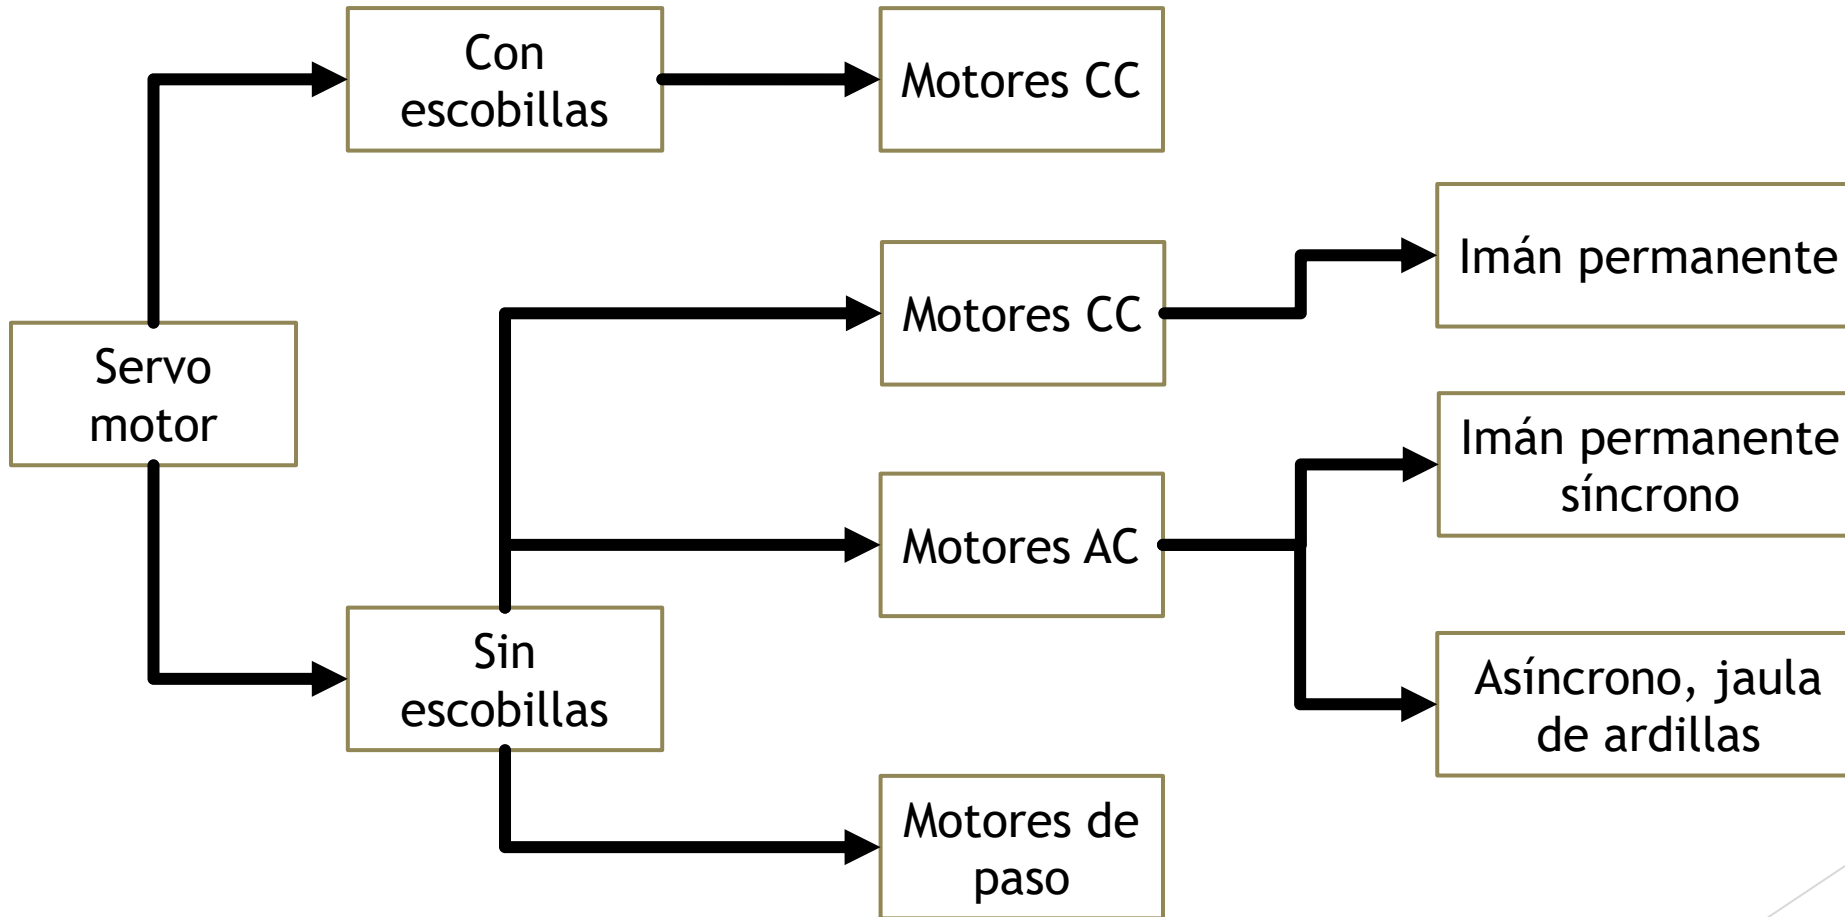 Con
escobillas
Motores CC
Imán permanente
Motores CC
Servo
motor
Imán permanente
síncrono
Motores AC
Sin
escobillas
Asíncrono, jaula
de ardillas
Motores de
paso